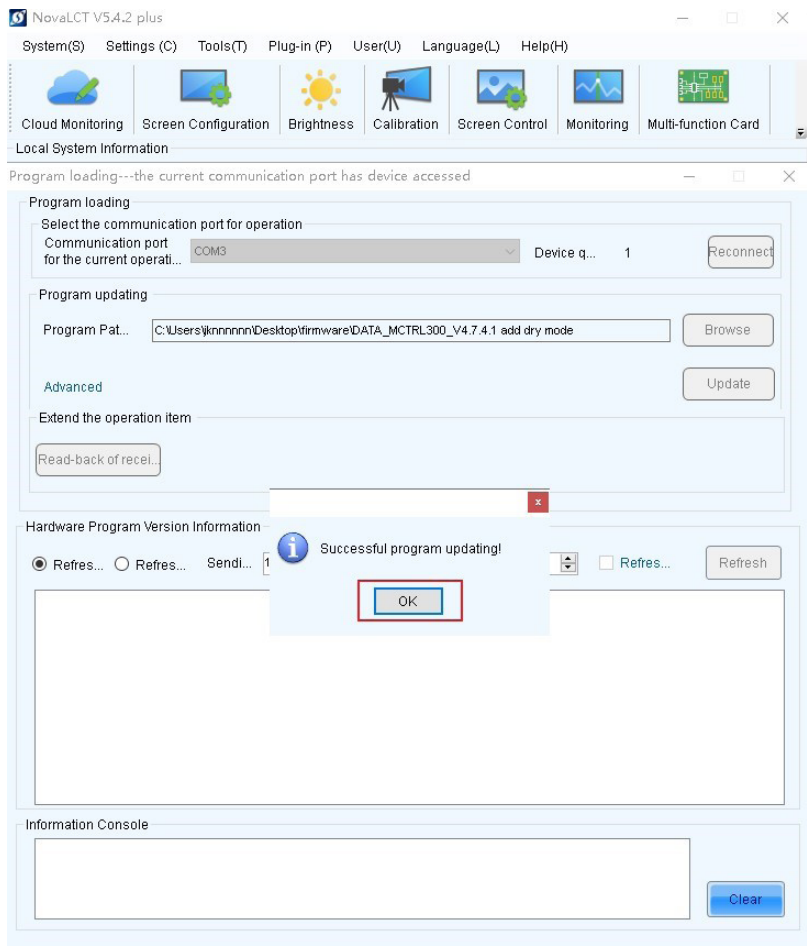 NovaLCT V5.4.2 plus
System(S) Settings (C) Tools(T) Plug-in (P) User(U) Language(L) Help(H)
Cloud Monitoring Screen Configuration Brightness Calibration Screen Control Monitoring Multi-function Card
Local System Information
Program loading---the current communication port has device accessed
Program loading
Select the communication port for operation
Communication port
for the current operati... COM3 Device q... 1 Reconnect
Program updating
Program Pat... C:\Users\jknnnnnn\Desktop\firmware\DATA_MCTRL300_V4.7.4.1 add dry mode Browse
Advanced Update
Extend the operation item
Read-back of recei...
x
Hardware Program Version Information
Successful program updating!
Refres... Refres... Sendi... 1 Refres... Refresh
OK
Information Console
Clear